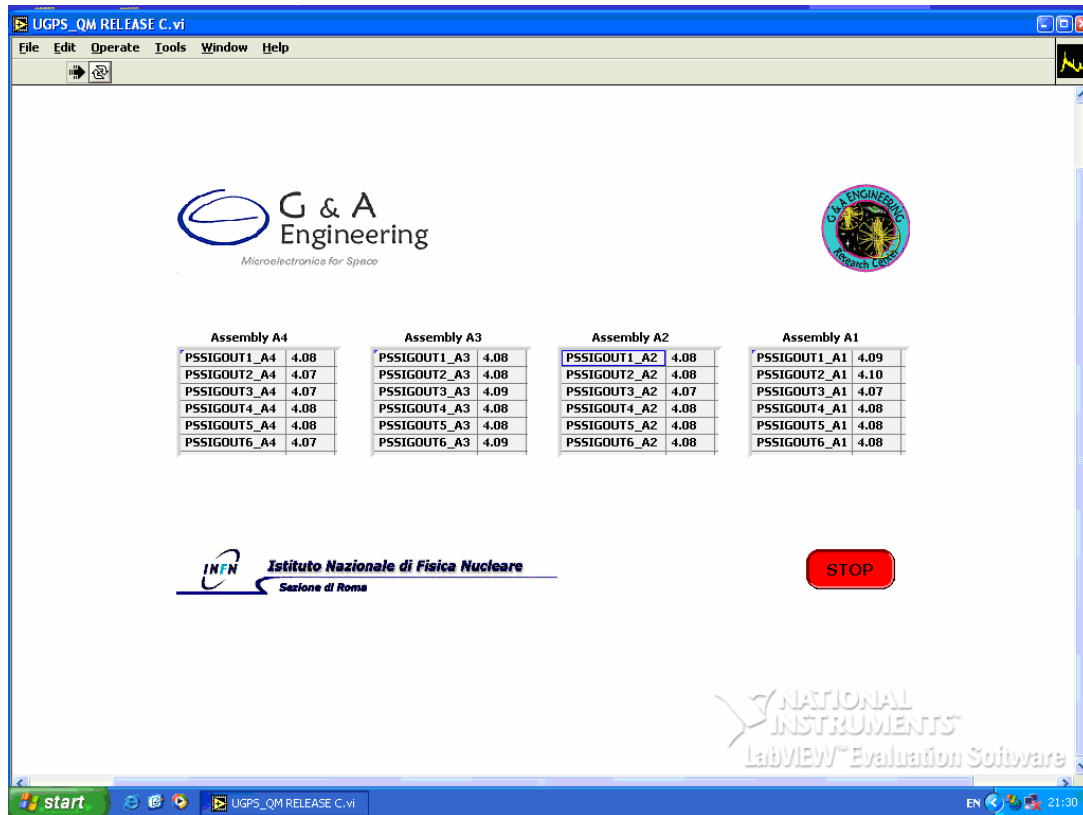 UGPS_QM RELEASE C.vi
File Edit Operate Tools Window Help
G & A
Engineering
Microelectronics for Space
G & A ENGINEERING
Research Center
Assembly A4 Assembly A3 Assembly A2 Assembly A1
PSSIGOUT1_A4 4.08 PSSIGOUT1_A3 4.08 PSSIGOUT1_A2 4.08 PSSIGOUT1_A1 4.09
PSSIGOUT2_A4 4.07 PSSIGOUT2_A3 4.08 PSSIGOUT2_A2 4.08 PSSIGOUT2_A1 4.10
PSSIGOUT3_A4 4.07 PSSIGOUT3_A3 4.09 PSSIGOUT3_A2 4.07 PSSIGOUT3_A1 4.07
PSSIGOUT4_A4 4.08 PSSIGOUT4_A3 4.08 PSSIGOUT4_A2 4.08 PSSIGOUT4_A1 4.08
PSSIGOUT5_A4 4.08 PSSIGOUT5_A3 4.08 PSSIGOUT5_A2 4.08 PSSIGOUT5_A1 4.08
PSSIGOUT6_A4 4.07 PSSIGOUT6_A3 4.09 PSSIGOUT6_A2 4.08 PSSIGOUT6_A1 4.08
INFN Istituto Nazionale di Fisica Nucleare
Sezione di Roma
STOP
NATIONAL
INSTRUMENTS™
LabVIEW™ Evaluation Software
start UGPS_QM RELEASE C.vi EN 21:30